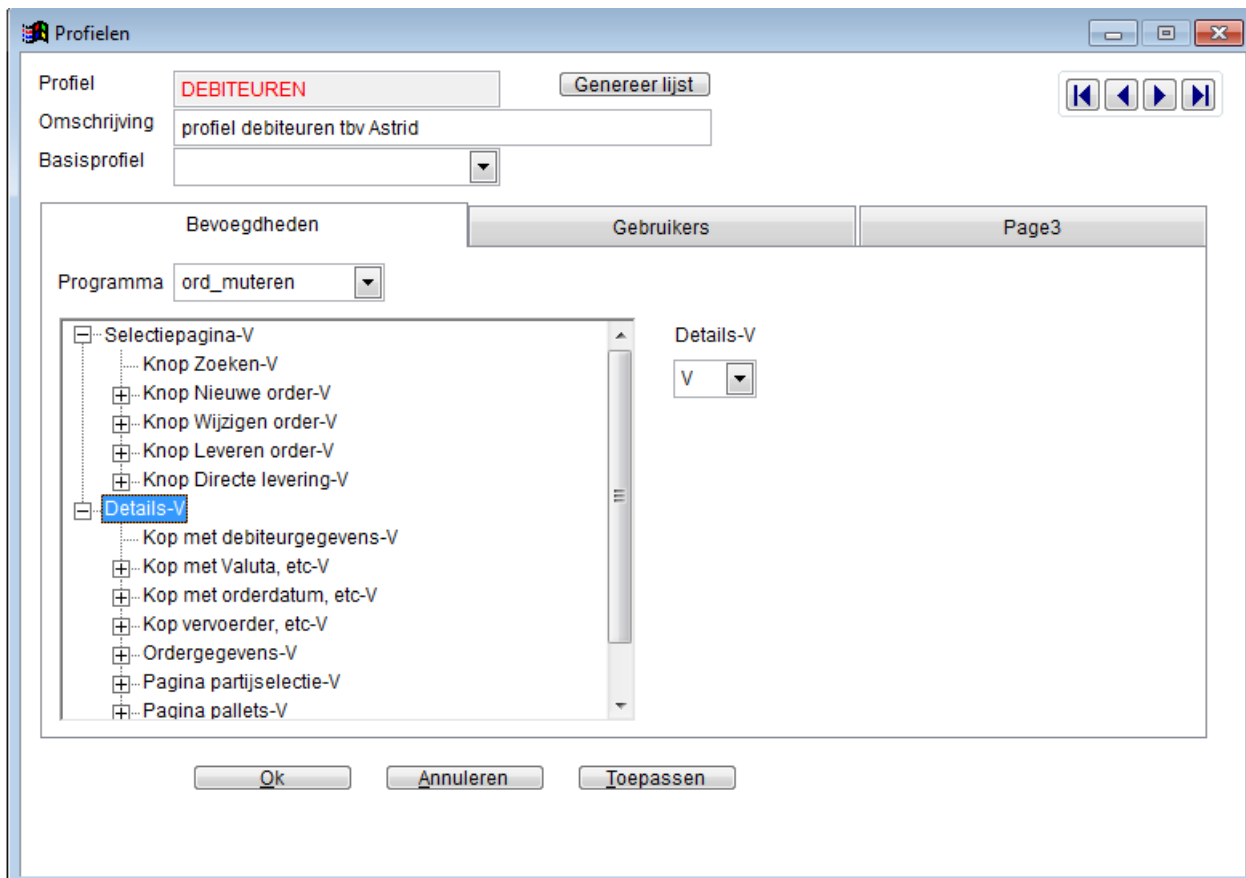 Profielen
Profiel DEBITEUREN Genereer lijst
Omschrijving profiel debiteuren tbv Astrid
Basisprofiel
Bevoegdheden Gebruikers Page3
Programma ord_muteren
Selectiepagina-V Details-V
Knop Zoeken-V V
Knop Nieuwe order-V
Knop Wijzigen order-V
Knop Leveren order-V
Knop Directe levering-V
Details-V
Kop met debiteurgegevens-V
Kop met Valuta, etc-V
Kop met orderdatum, etc-V
Kop vervoerder, etc-V
Ordergegevens-V
Pagina partijselectie-V
Pagina pallets-V
Ok Annuleren Toepassen